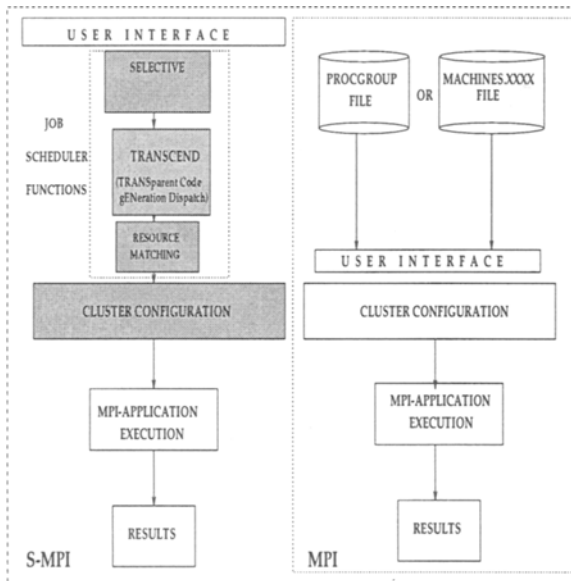 USER INTERFACE
SELECTIVE
JOB
SCHEDULER
FUNCTIONS
TRANSCEND
(TRANSparent Code
gENeration Dispatch)
RESOURCE
MATCHING
CLUSTER CONFIGURATION
MPI-APPLICATION
EXECUTION
RESULTS
S-MPI
PROCGROUP
FILE
OR
MACHINES.XXXX
FILE
USER INTERFACE
CLUSTER CONFIGURATION
MPI-APPLICATION
EXECUTION
RESULTS
MPI